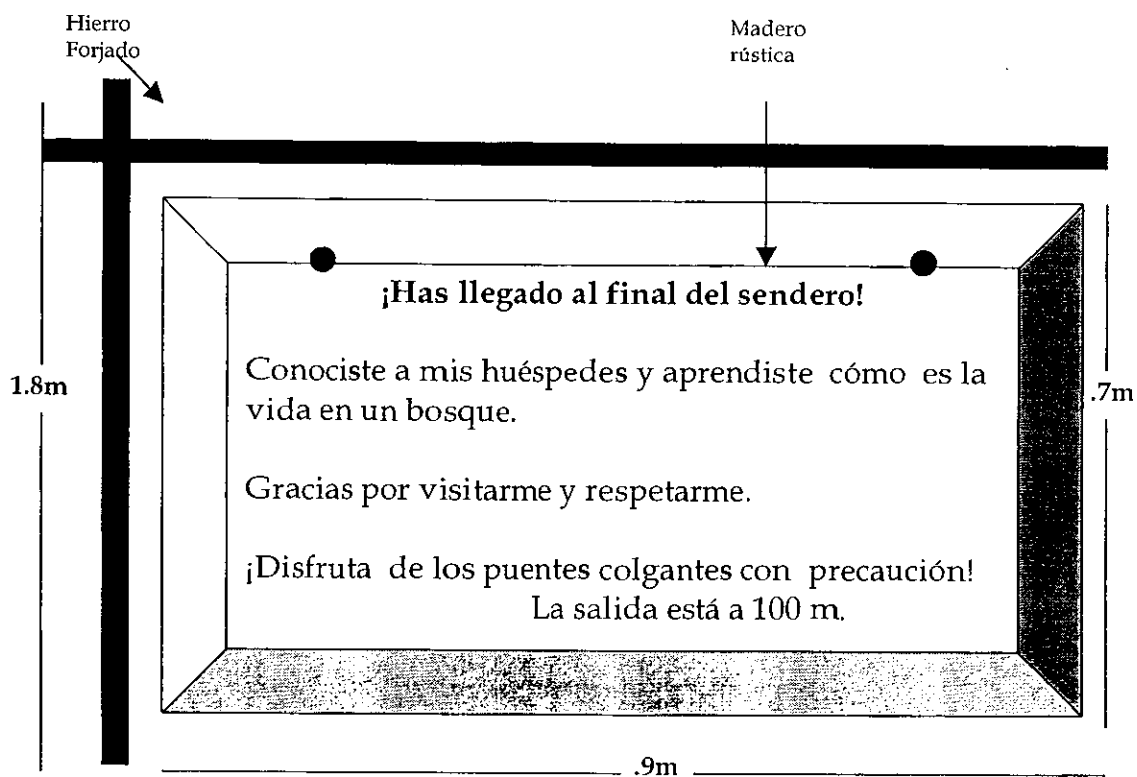 Hierro
Forjado
Madero
rústica
¡Has llegado al final del sendero!
1.8m
Conociste a mis huéspedes y aprendiste cómo es la
vida en un bosque.
.7m
Gracias por visitarme y respetarme.
¡Disfruta de los puentes colgantes con precaución!
La salida está a 100 m.
.9m